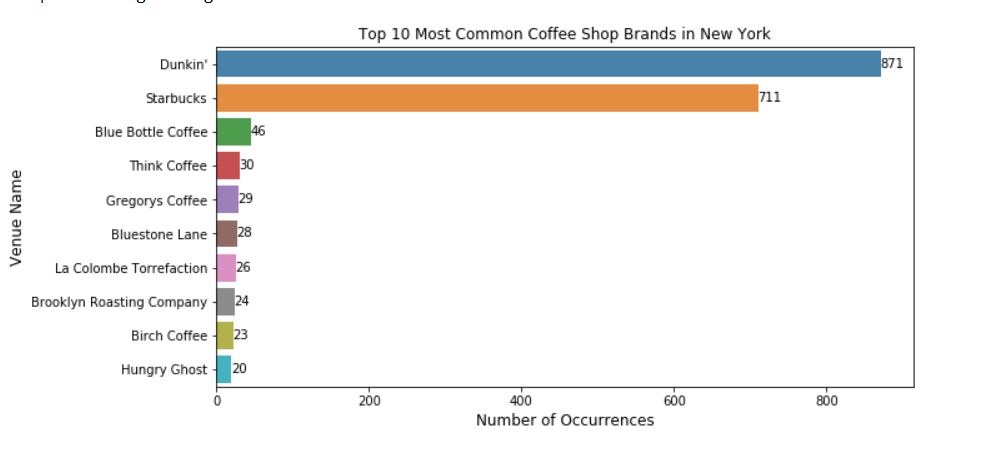 Top 10 Most Common Coffee Shop Brands in New York
Dunkin' 871
Starbucks 711
Blue Bottle Coffee 46
Think Coffee 30
Gregorys Coffee 29
Bluestone Lane 28
La Colombe Torrefaction 26
Brooklyn Roasting Company 24
Birch Coffee 23
Hungry Ghost 20
0 200 400 600 800
Number of Occurrences
Venue Name